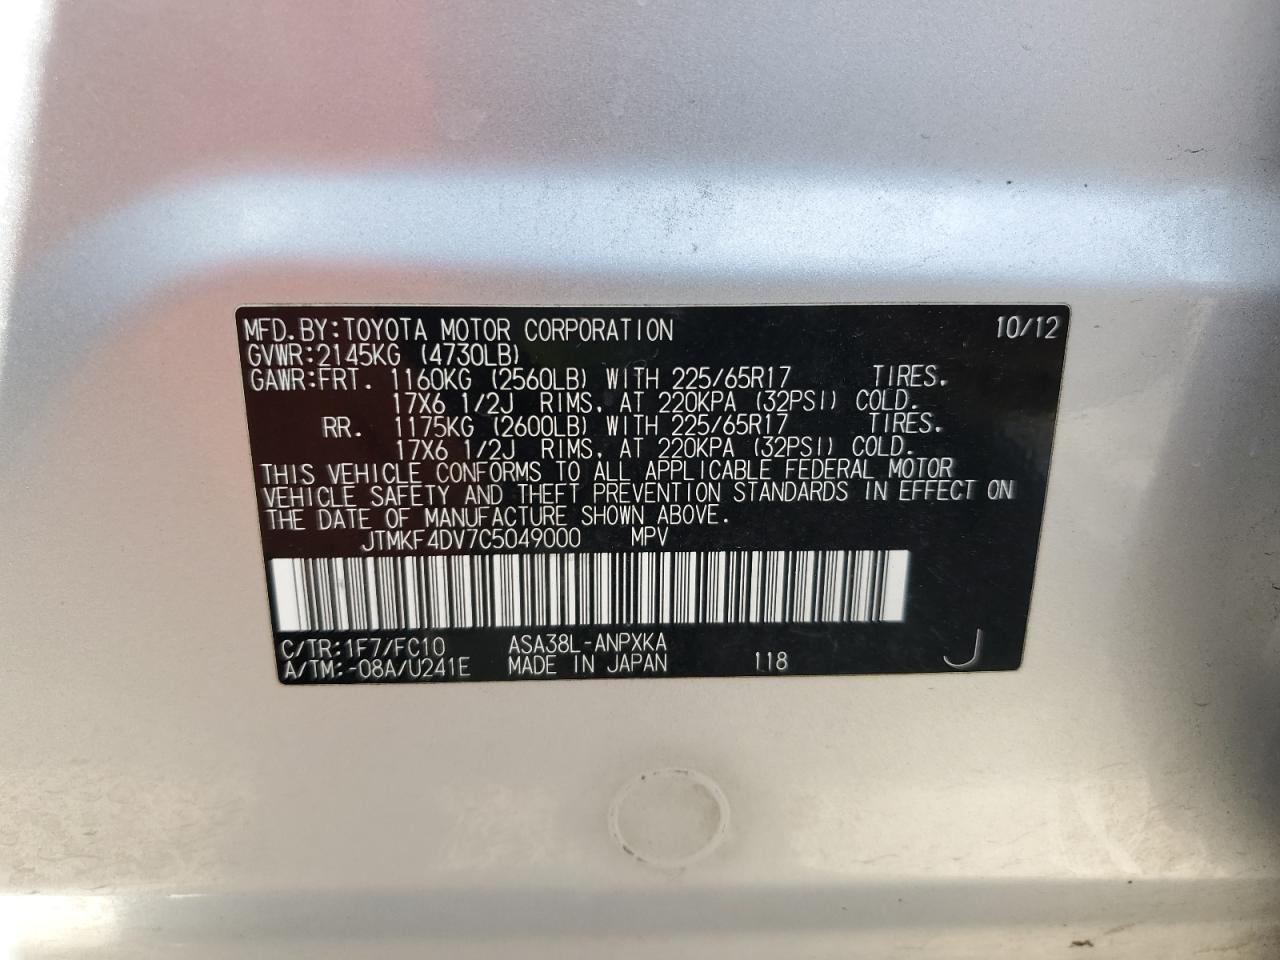 MFD.BY:TOYOTA MOTOR CORPORATION 10/12
GVWR:2145KG (4730LB)
GAWR:FRT. 1160KG (2560LB) WITH 225/65R17 TIRES.
17X6 1/2J RIMS, AT 220KPA (32PSI) COLD.
RR. 1175KG (2600LB) WITH 225/65R17 TIRES.
17X6 1/2J RIMS, AT 220KPA (32PSI) COLD.
THIS VEHICLE CONFORMS TO ALL APPLICABLE FEDERAL MOTOR
VEHICLE SAFETY AND THEFT PREVENTION STANDARDS IN EFFECT ON
THE DATE OF MANUFACTURE SHOWN ABOVE.
JTMKF4DV7C5049000 MPV
C/TR:1F7/FC10 ASA38L-ANPXKA
A/TM:-08A/U241E MADE IN JAPAN 118 J